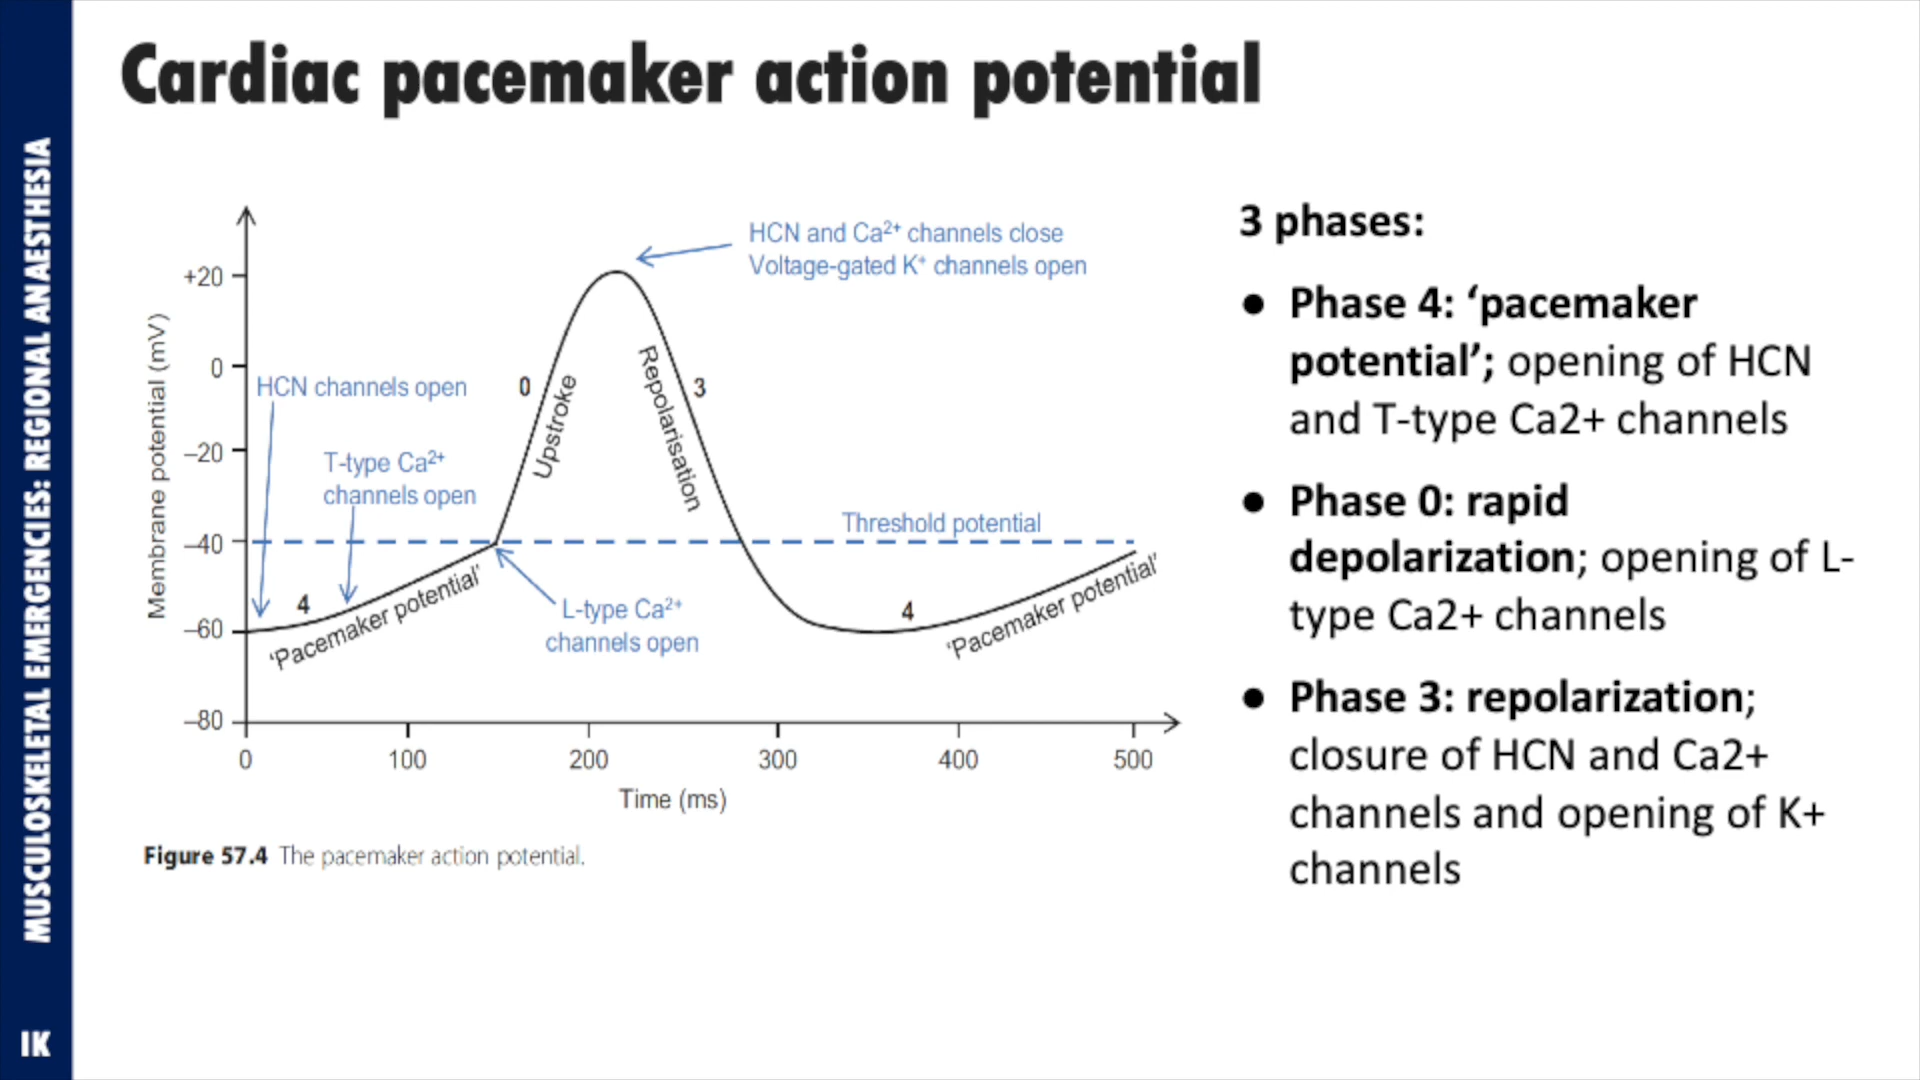 Cardiac pacemaker action potential
MUSCULOSKELETAL EMERGENCIES: REGIONAL ANAESTHESIA
IK
Membrane potential (mV)
+20
0
–20
–40
–60
–80
HCN channels open
T-type Ca²⁺
channels open
4
'Pacemaker potential'
0
Upstroke
HCN and Ca²⁺ channels close
Voltage-gated K⁺ channels open
Repolarisation
3
Threshold potential
L-type Ca²⁺
channels open
4
'Pacemaker potential'
0
100
200
300
400
500
Time (ms)
Figure 57.4 The pacemaker action potential.
3 phases:
● Phase 4: ‘pacemaker
potential’; opening of HCN
and T-type Ca2+ channels
● Phase 0: rapid
depolarization; opening of L-
type Ca2+ channels
● Phase 3: repolarization;
closure of HCN and Ca2+
channels and opening of K+
channels